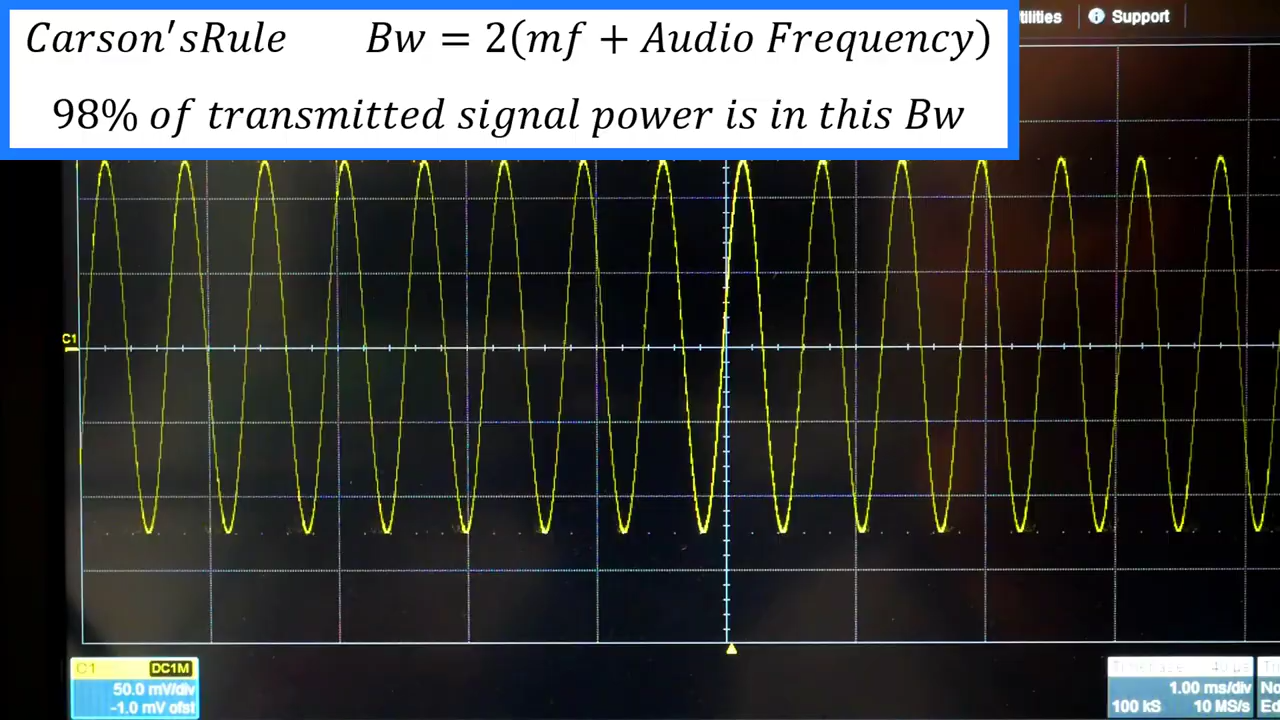 Carson'sRule Bw = 2(mf + Audio Frequency)
98% of transmitted signal power is in this Bw
Support
C1
C1 DC1M
50.0 mV/div
-1.0 mV ofst
1.00 ms/div
100 kS 10 MS/s